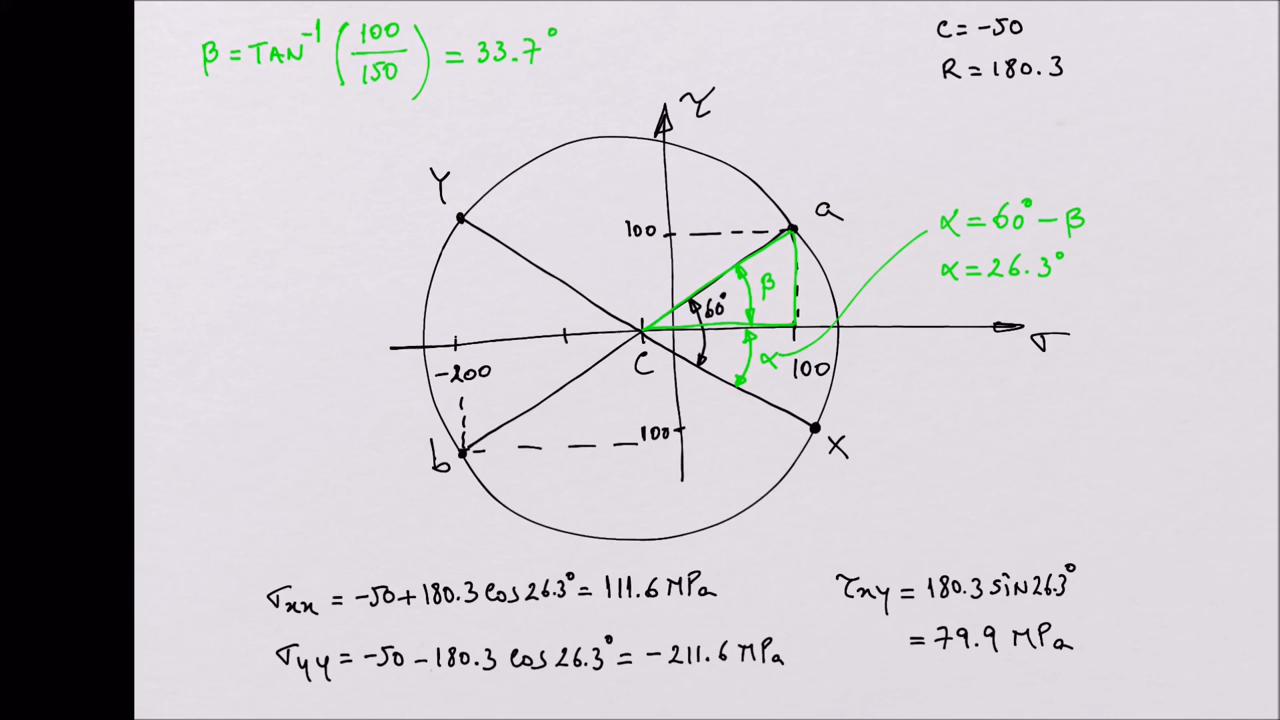 β = TAN⁻¹ (100/150) = 33.7°
C = -50
R = 180.3
τ
Y
a
100
α = 60° - β
α = 26.3°
β
60°
σ
C
α
-200
100
100
b
X
σxx = -50 + 180.3 cos 26.3° = 111.6 MPa
τxy = 180.3 sin 26.3°
= 79.9 MPa
σyy = -50 - 180.3 cos 26.3° = -211.6 MPa